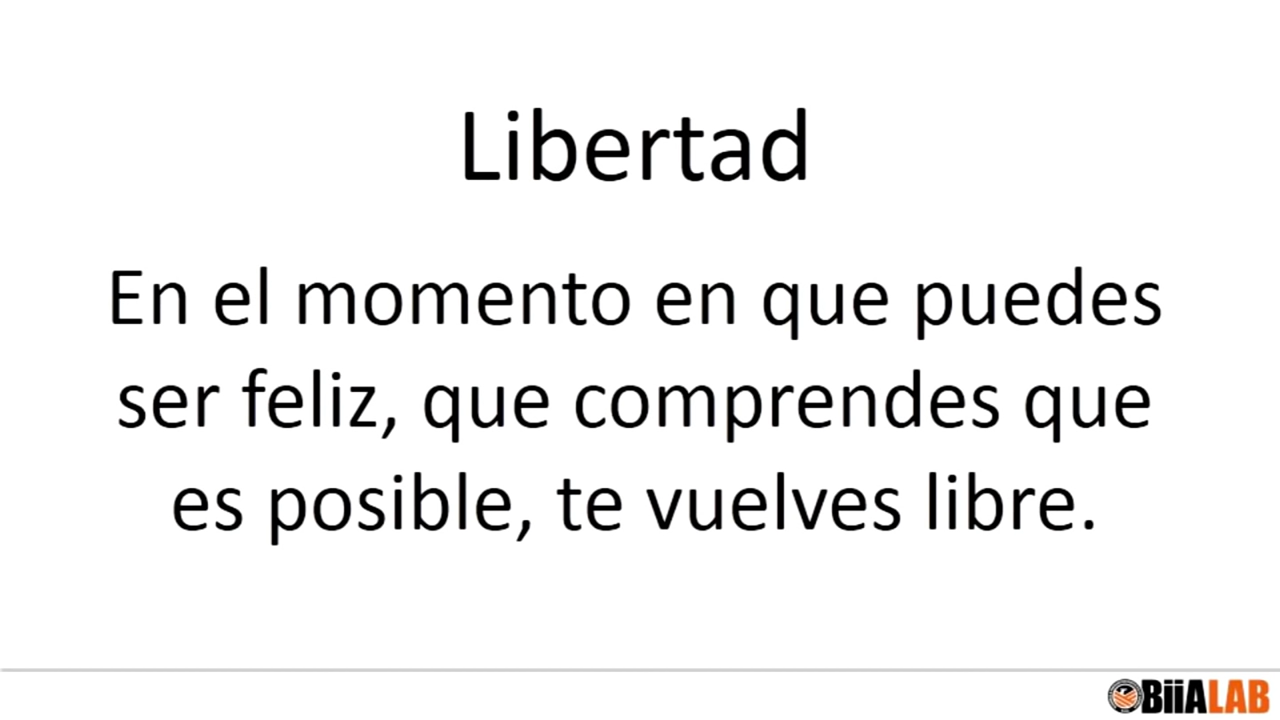 Libertad
En el momento en que puedes
ser feliz, que comprendes que
es posible, te vuelves libre.
BiiALAB